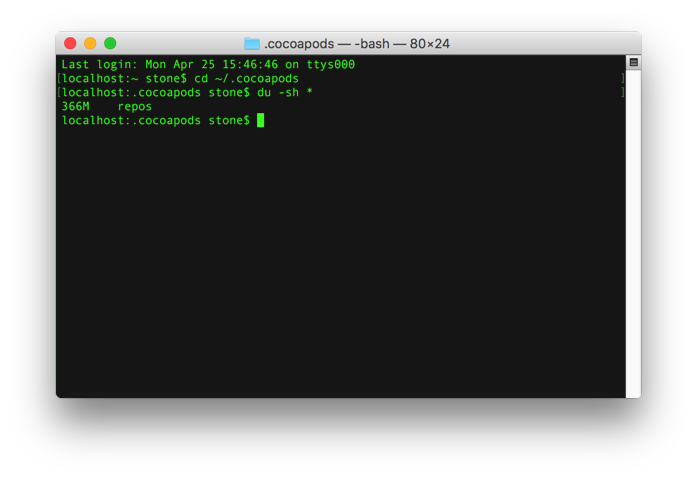 .cocoapods — -bash — 80×24
Last login: Mon Apr 25 15:46:46 on ttys000
[localhost:~ stone$ cd ~/.cocoapods ]
[localhost:.cocoapods stone$ du -sh * ]
366M    repos
localhost:.cocoapods stone$